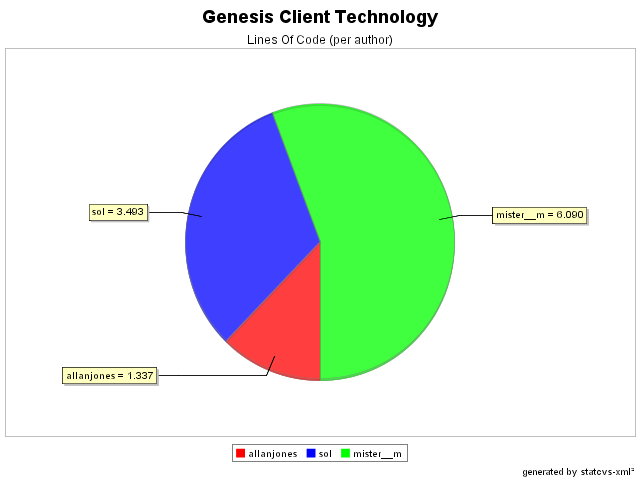 Genesis Client Technology
Lines Of Code (per author)
sol = 3.493
mister__m = 6.090
allanjones = 1.337
allanjones sol mister__m
generated by statcvs-xml²